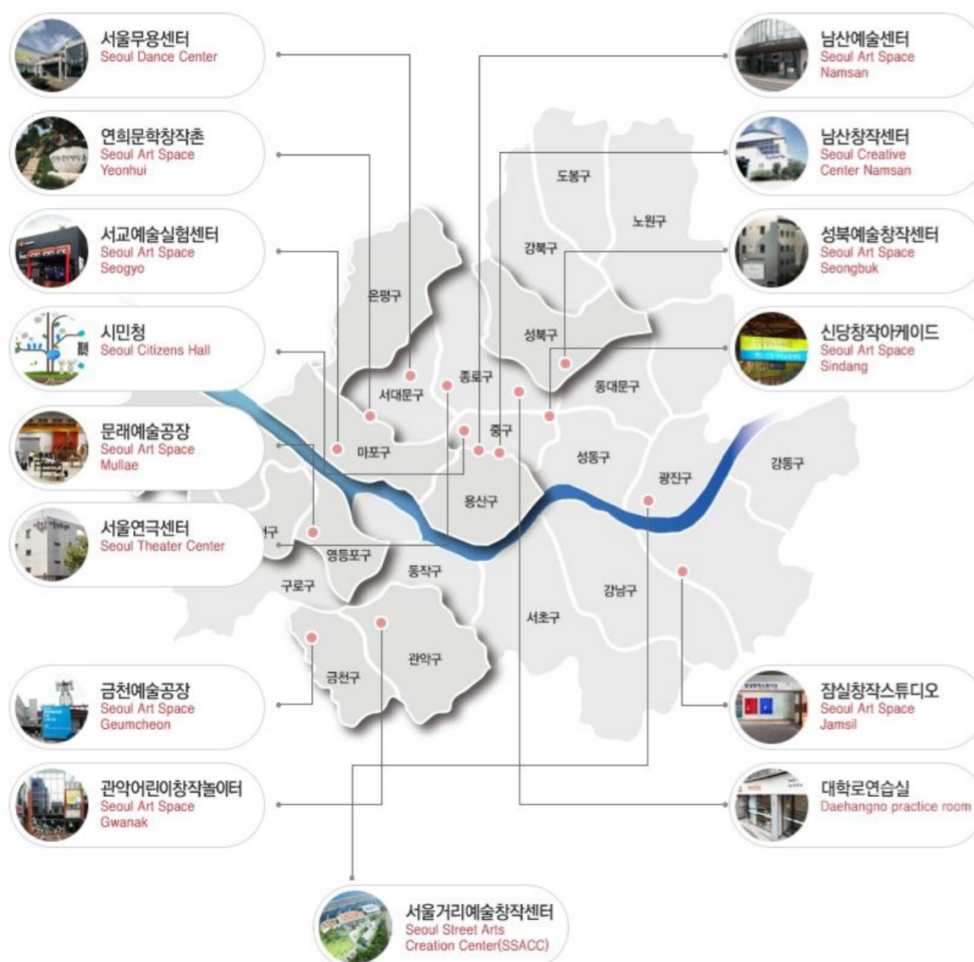 서울무용센터
Seoul Dance Center
연희문학창작촌
Seoul Art Space
Yeonhui
서교예술실험센터
Seoul Art Space
Seogyo
시민청
Seoul Citizens Hall
문래예술공장
Seoul Art Space
Mullae
서울연극센터
Seoul Theater Center
금천예술공장
Seoul Art Space
Geumcheon
관악어린이창작놀이터
Seoul Art Space
Gwanak
남산예술센터
Seoul Art Space
Namsan
남산창작센터
Seoul Creative
Center Namsan
성북예술창작센터
Seoul Art Space
Seongbuk
신당창작아케이드
Seoul Art Space
Sindang
잠실창작스튜디오
Seoul Art Space
Jamsil
대학로연습실
Daehangno practice room
서울거리예술창작센터
Seoul Street Arts
Creation Center(SSACC)
도봉구
노원구
강북구
은평구
성북구
종로구
서대문구
동대문구
중구
마포구
성동구
광진구
강동구
용산구
영등포구
동작구
구로구
강남구
서초구
관악구
금천구